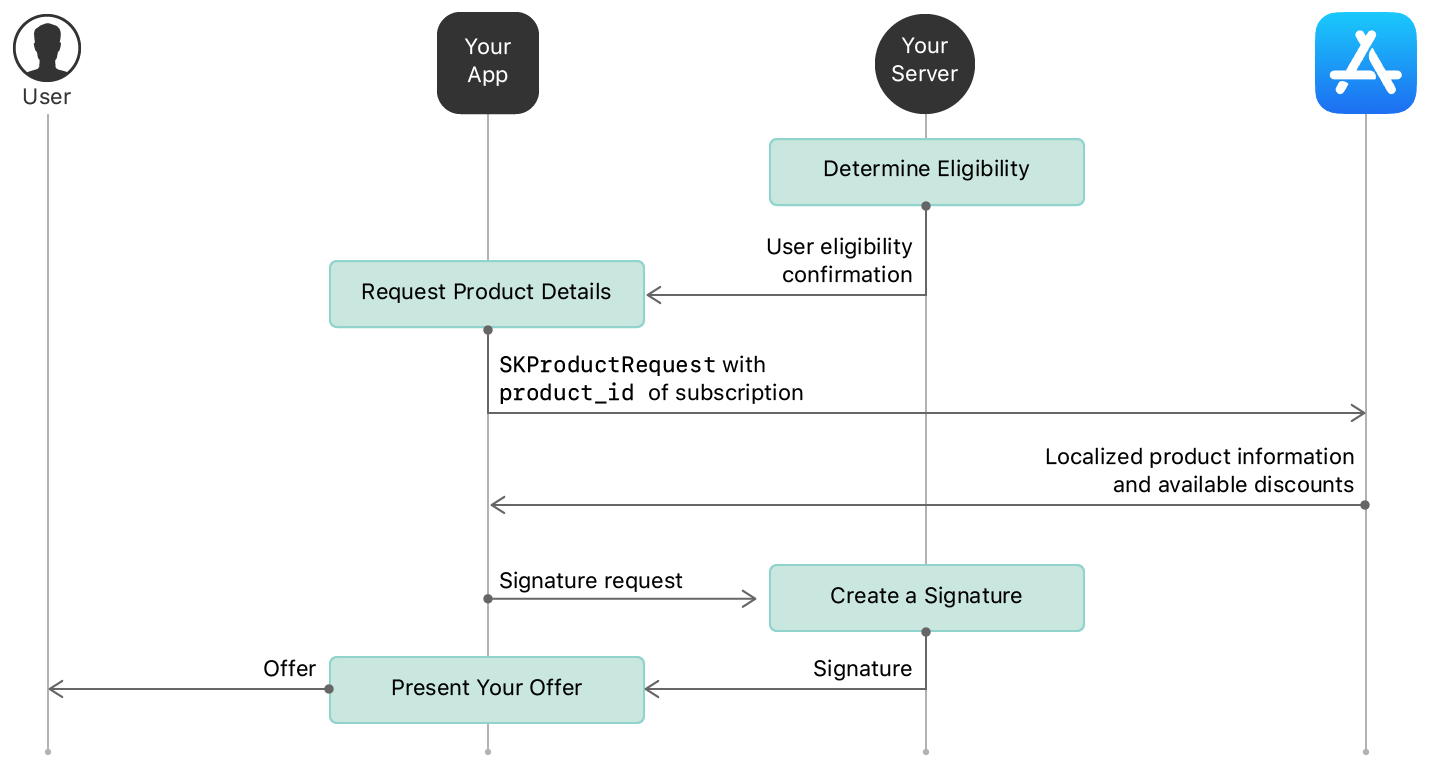 User
Your
App
Your
Server
Determine Eligibility
User eligibility
confirmation
Request Product Details
SKProductRequest with
product_id of subscription
Localized product information
and available discounts
Signature request
Create a Signature
Offer
Present Your Offer
Signature